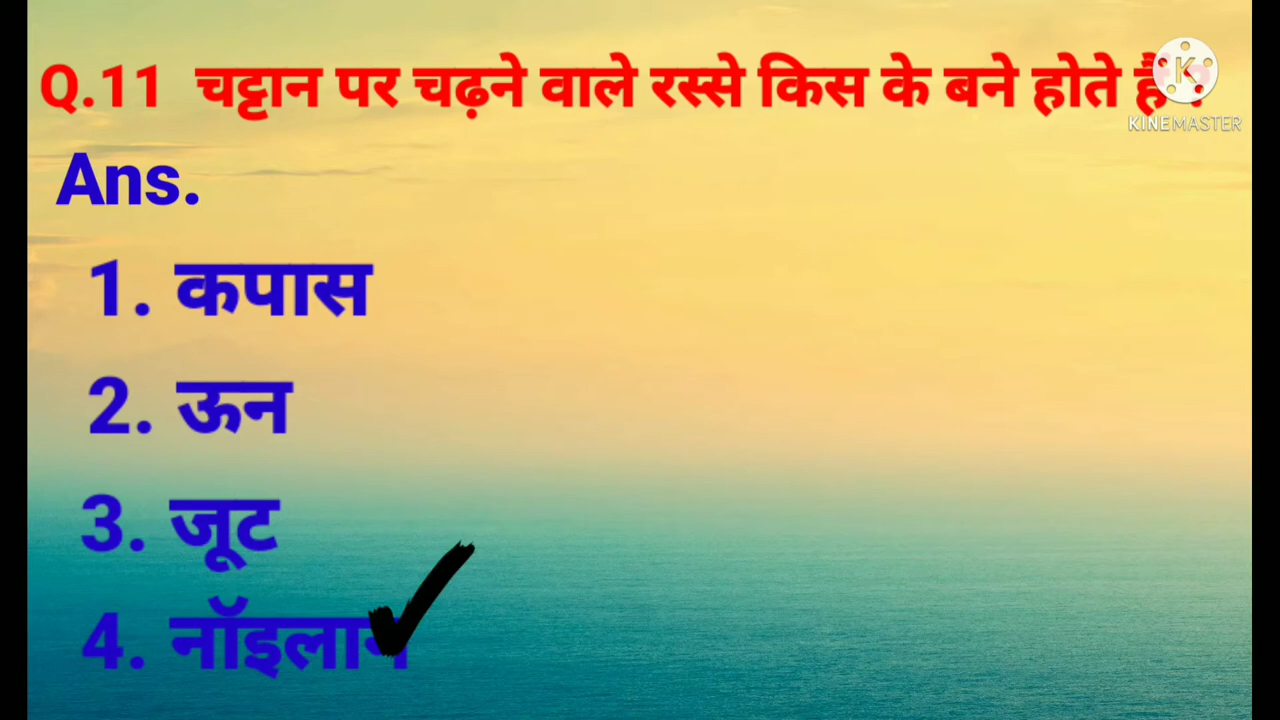 Q.11 चट्टान पर चढ़ने वाले रस्से किस के बने होते हैं ?
KINEMASTER
Ans.
1. कपास
2. ऊन
3. जूट
4. नॉइलान